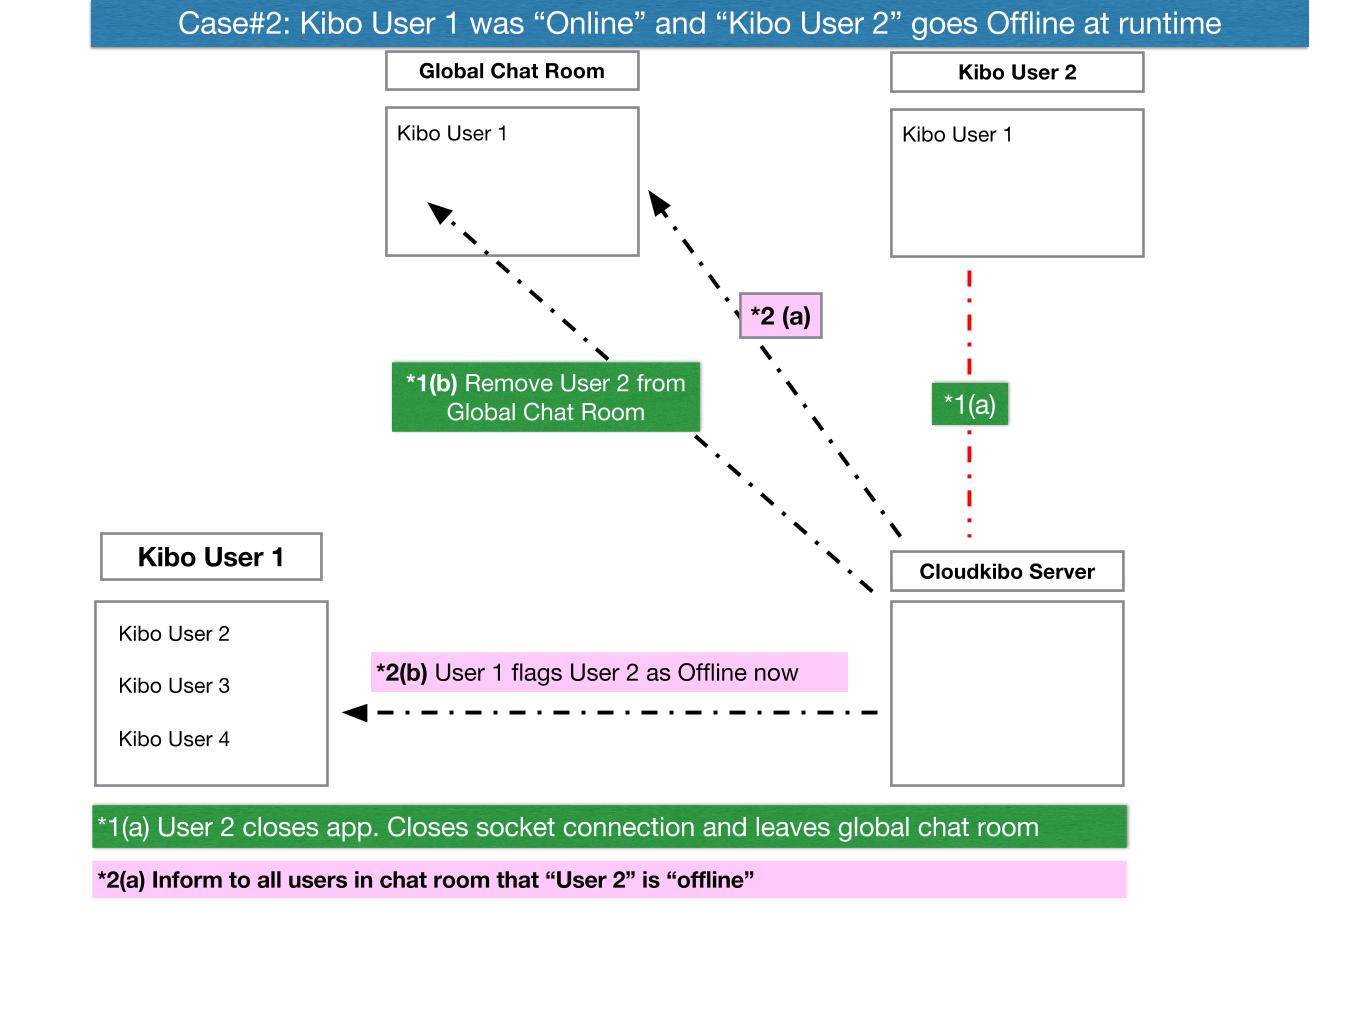 Case#2: Kibo User 1 was “Online” and “Kibo User 2” goes Offline at runtime
Global Chat Room
Kibo User 2
Kibo User 1
Kibo User 1
*2 (a)
*1(b) Remove User 2 from
Global Chat Room
*1(a)
Kibo User 1
Cloudkibo Server
Kibo User 2
Kibo User 3
Kibo User 4
*2(b) User 1 flags User 2 as Offline now
*1(a) User 2 closes app. Closes socket connection and leaves global chat room
*2(a) Inform to all users in chat room that “User 2” is “offline”